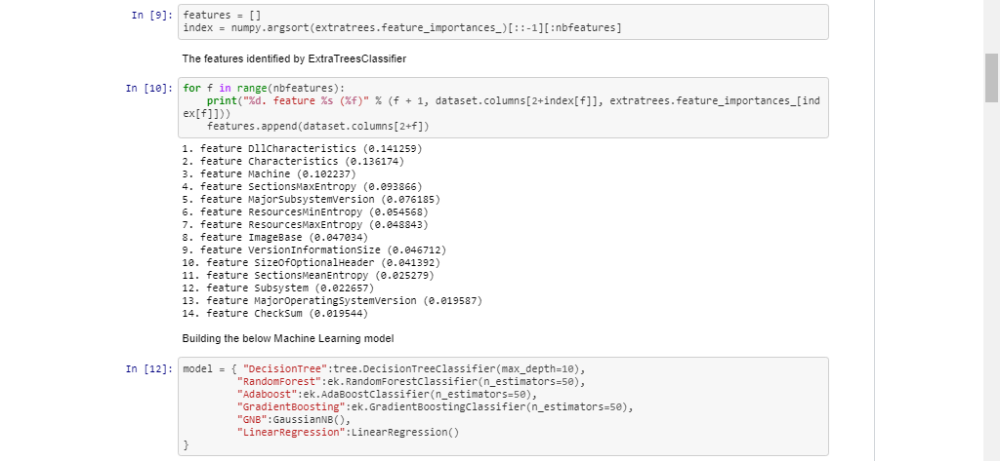 In [9]: features = []
index = numpy.argsort(extratrees.feature_importances_)[::-1][:nbfeatures]
The features identified by ExtraTreesClassifier
In [10]: for f in range(nbfeatures):
print("%d. feature %s (%f)" % (f + 1, dataset.columns[2+index[f]], extratrees.feature_importances_[ind
ex[f]]))
features.append(dataset.columns[2+f])
1. feature DllCharacteristics (0.141259)
2. feature Characteristics (0.136174)
3. feature Machine (0.102237)
4. feature SectionsMaxEntropy (0.093866)
5. feature MajorSubsystemVersion (0.076185)
6. feature ResourcesMinEntropy (0.054568)
7. feature ResourcesMaxEntropy (0.048843)
8. feature ImageBase (0.047034)
9. feature VersionInformationSize (0.046712)
10. feature SizeOfOptionalHeader (0.041392)
11. feature SectionsMeanEntropy (0.025279)
12. feature Subsystem (0.022657)
13. feature MajorOperatingSystemVersion (0.019587)
14. feature CheckSum (0.019544)
Building the below Machine Learning model
In [12]: model = { "DecisionTree":tree.DecisionTreeClassifier(max_depth=10),
"RandomForest":ek.RandomForestClassifier(n_estimators=50),
"Adaboost":ek.AdaBoostClassifier(n_estimators=50),
"GradientBoosting":ek.GradientBoostingClassifier(n_estimators=50),
"GNB":GaussianNB(),
"LinearRegression":LinearRegression()
}